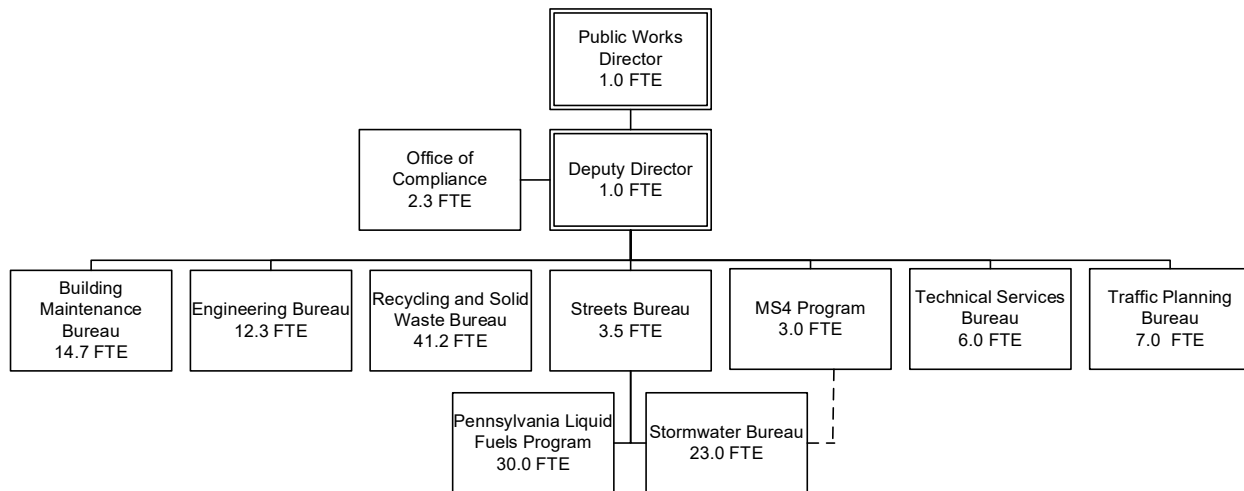 Public Works
Director
1.0 FTE
Office of
Compliance
2.3 FTE
Deputy Director
1.0 FTE
Building
Maintenance
Bureau
14.7 FTE
Engineering Bureau
12.3 FTE
Recycling and Solid
Waste Bureau
41.2 FTE
Streets Bureau
3.5 FTE
MS4 Program
3.0 FTE
Technical Services
Bureau
6.0 FTE
Traffic Planning
Bureau
7.0 FTE
Pennsylvania Liquid
Fuels Program
30.0 FTE
Stormwater Bureau
23.0 FTE